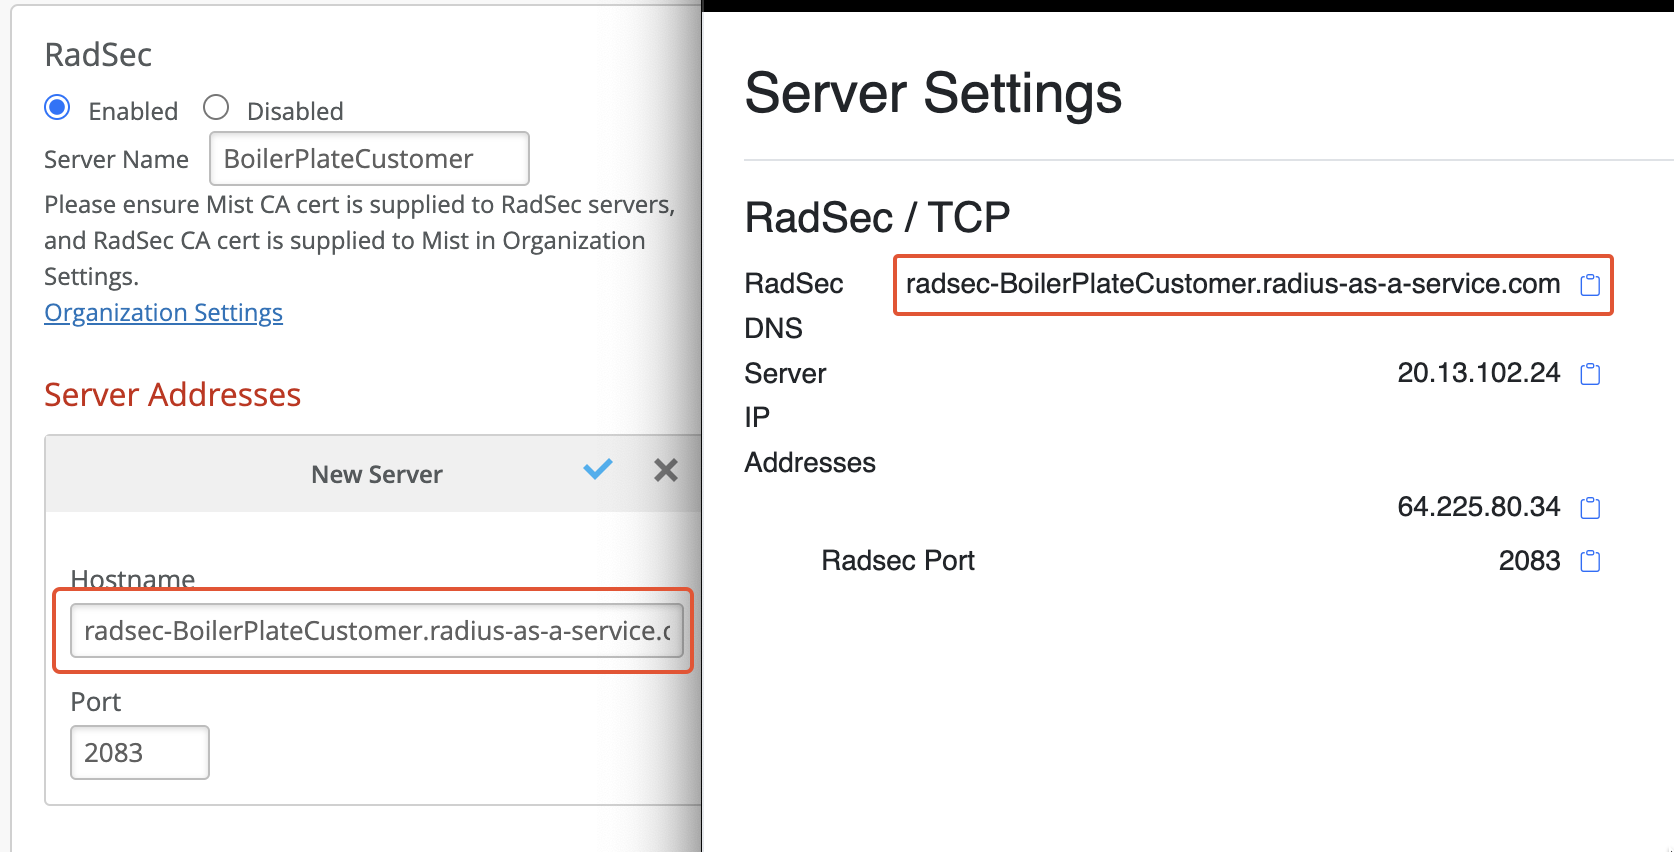 RadSec
Enabled Disabled
Server Name BoilerPlateCustomer
Please ensure Mist CA cert is supplied to RadSec servers,
and RadSec CA cert is supplied to Mist in Organization
Settings.
Organization Settings
Server Addresses
New Server
Hostname
radsec-BoilerPlateCustomer.radius-as-a-service.c
Port
2083
Server Settings
RadSec / TCP
RadSec radsec-BoilerPlateCustomer.radius-as-a-service.com
DNS
Server 20.13.102.24
IP
Addresses
64.225.80.34
Radsec Port 2083